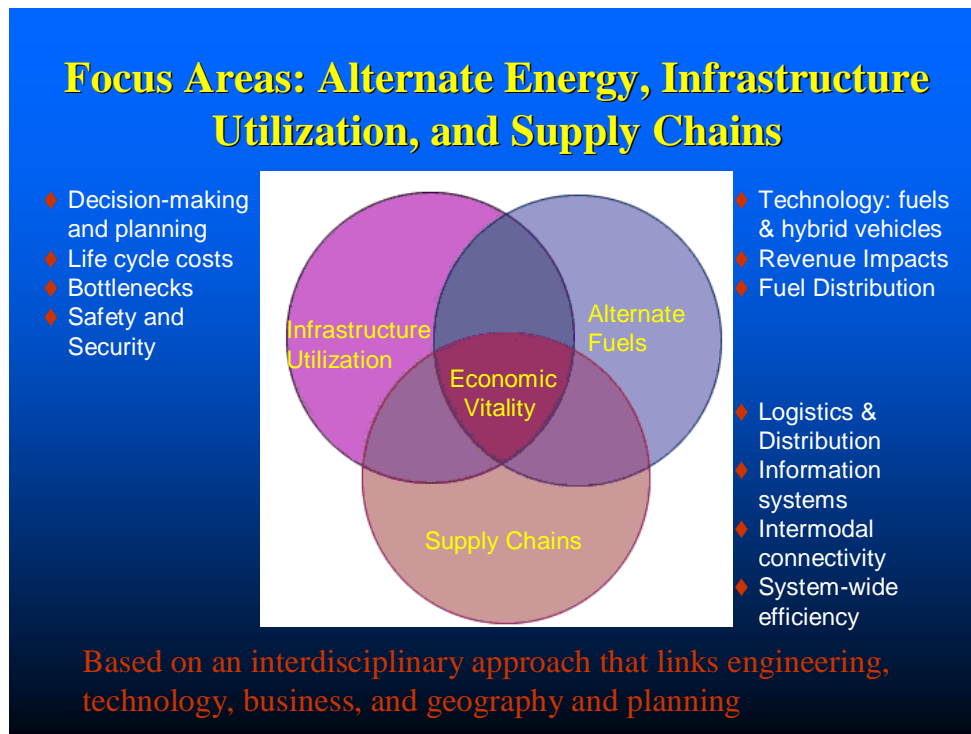 Focus Areas: Alternate Energy, Infrastructure
Utilization, and Supply Chains
Decision-making
and planning
Life cycle costs
Bottlenecks
Safety and
Security
Infrastructure
Utilization
Alternate
Fuels
Economic
Vitality
Supply Chains
Technology: fuels
& hybrid vehicles
Revenue Impacts
Fuel Distribution
Logistics &
Distribution
Information
systems
Intermodal
connectivity
System-wide
efficiency
Based on an interdisciplinary approach that links engineering,
technology, business, and geography and planning